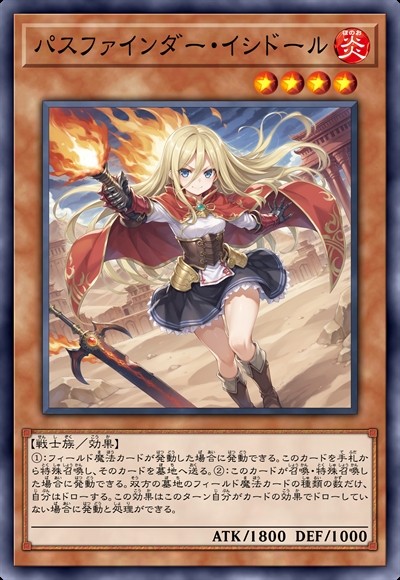 パスファインダー・イシドール
炎
ほのお
【戦士族／効果】
①:フィールド魔法カードが発動した場合に発動できる。このカードを手札か
ら特殊召喚し、そのカードを墓地へ送る。②:このカードが召喚・特殊召喚し
た場合に発動できる。双方の墓地のフィールド魔法カードの種類の数だけ、
自分はドローする。この効果はこのターン自分がカードの効果でドローしてい
ない場合に発動と処理ができる。
ATK/1800 DEF/1000